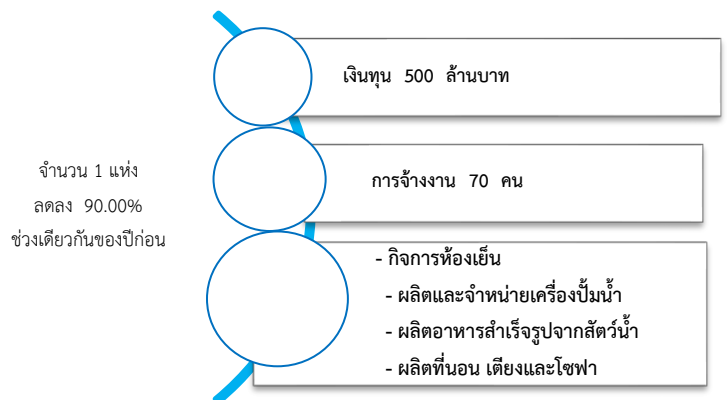 เงินทุน 500 ล้านบาท
จำนวน 1 แห่ง
ลดลง 90.00%
ช่วงเดียวกันของปีก่อน
การจ้างงาน 70 คน
- กิจการห้องเย็น
- ผลิตและจำหน่ายเครื่องปั้มน้ำ
- ผลิตอาหารสำเร็จรูปจากสัตว์น้ำ
- ผลิตที่นอน เตียงและโซฟา